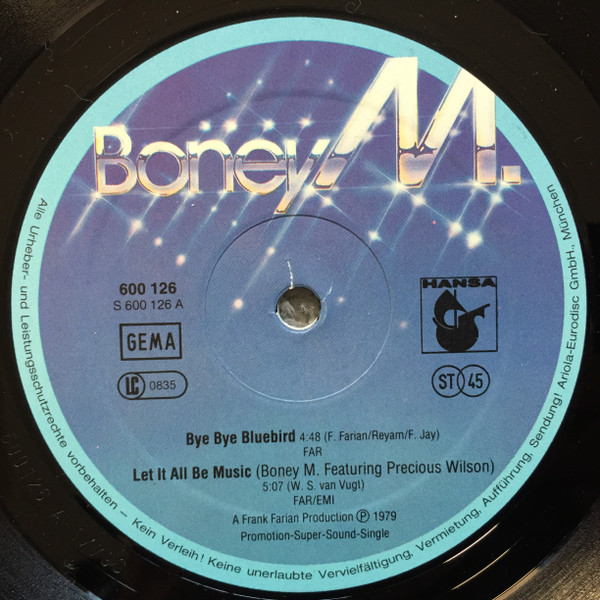 Boney M.
600 126
S 600 126 A
GEMA
LC 0835
HANSA
ST 45
Bye Bye Bluebird 4:48 (F. Farian/Reyam/F. Jay)
FAR
Let It All Be Music (Boney M. Featuring Precious Wilson)
5:07 (W. S. van Vugt)
FAR/EMI
A Frank Farian Production Ⓟ 1979
Promotion-Super-Sound-Single
Alle Urheber- und Leistungsschutzrechte vorbehalten – Kein Verleih! Keine unerlaubte Vervielfältigung, Vermietung, Aufführung, Sendung! Ariola-Eurodisc GmbH., München